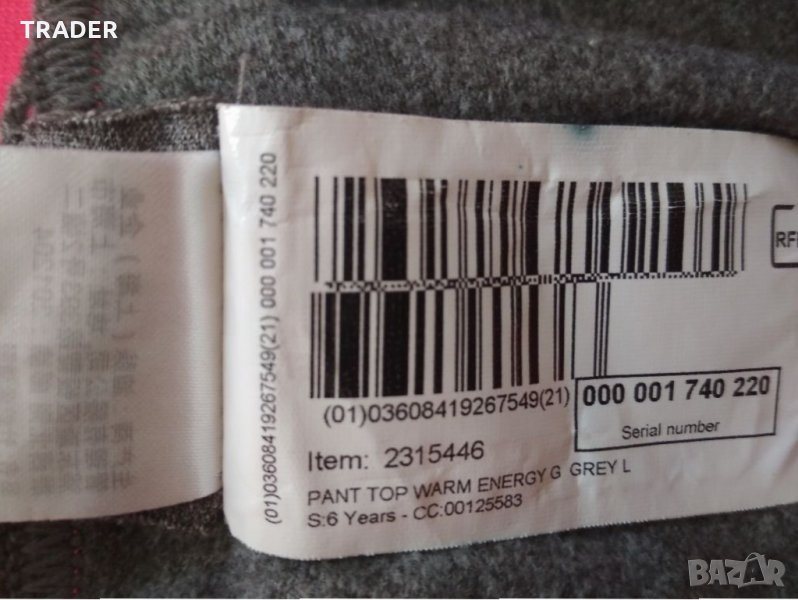 TRADER
(01)03608419267549(21) 000 001 740 220
(01)03608419267549(21)
000 001 740 220
Serial number
Item: 2315446
PANT TOP WARM ENERGY G GREY L
S:6 Years - CC:00125583
BAZAR